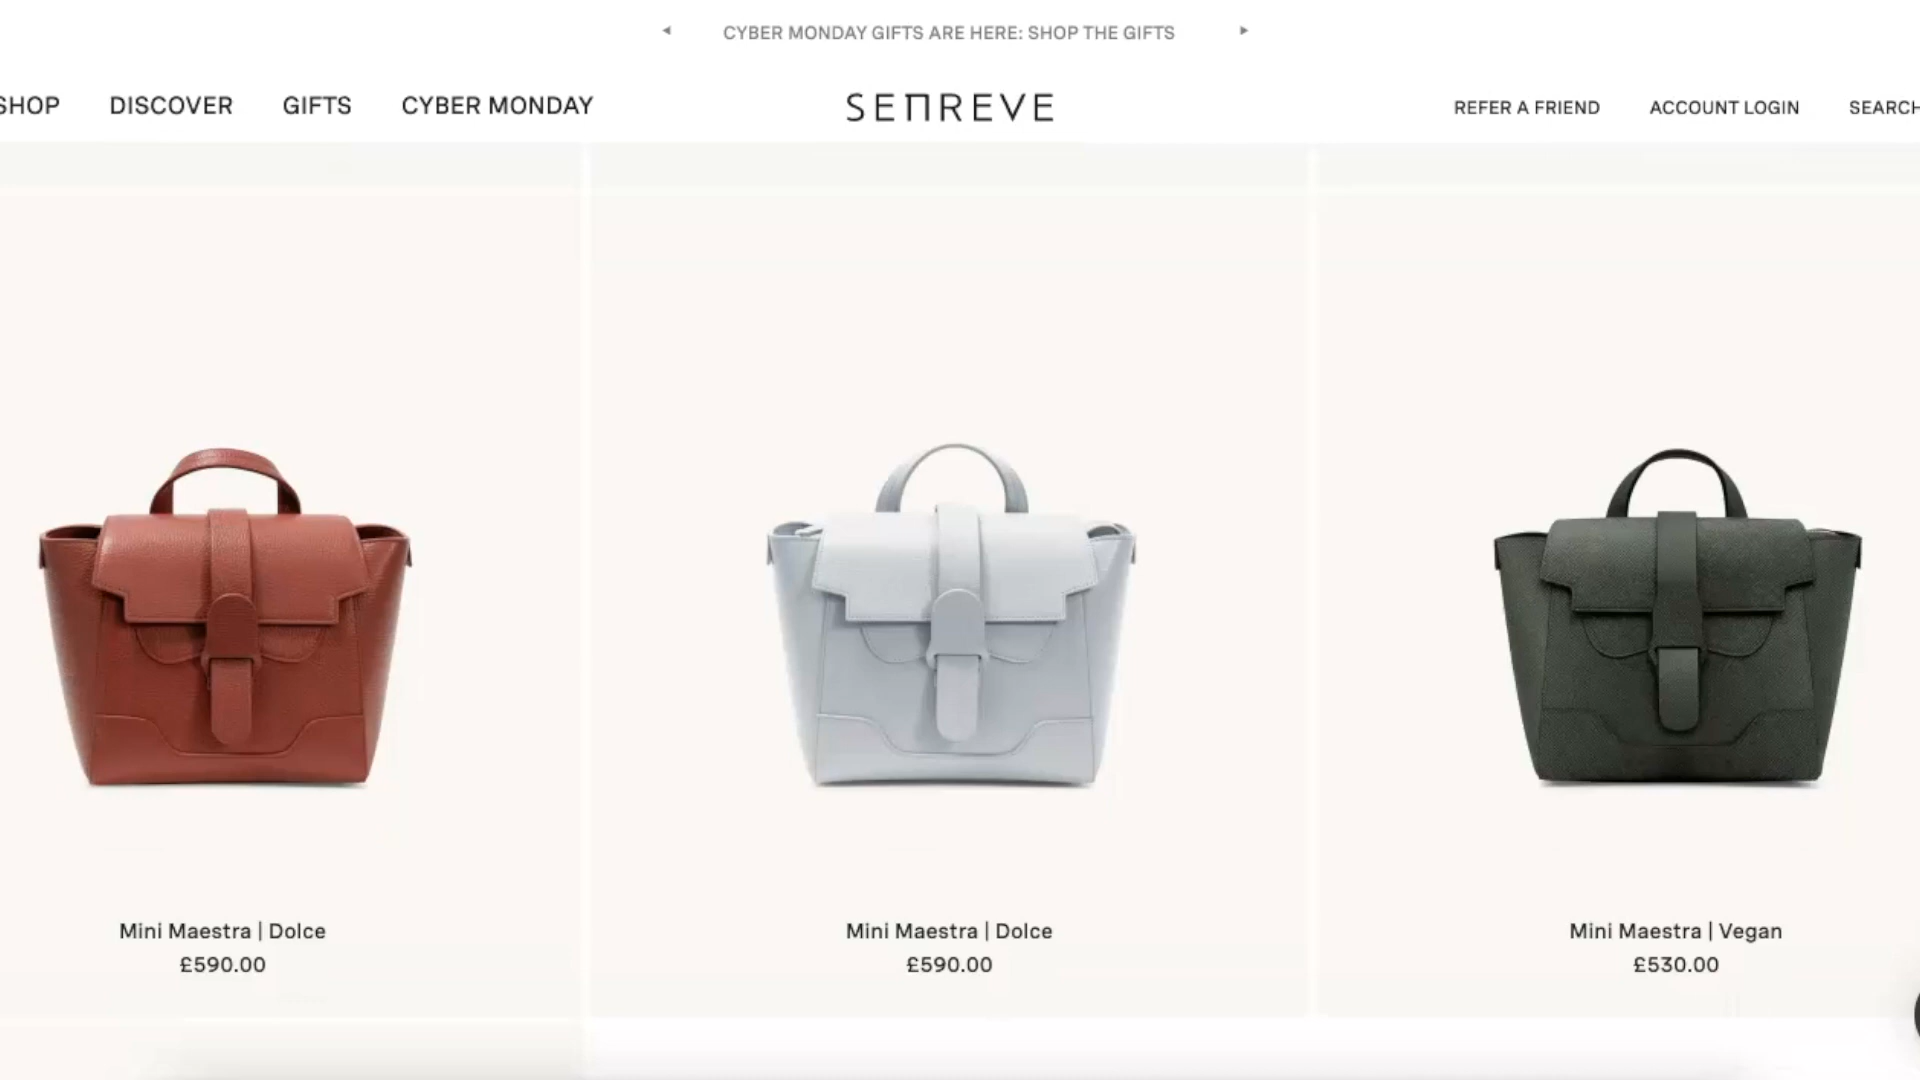 CYBER MONDAY GIFTS ARE HERE: SHOP THE GIFTS
SHOP DISCOVER GIFTS CYBER MONDAY SENREVE REFER A FRIEND ACCOUNT LOGIN SEARCH
Mini Maestra | Dolce
£590.00
Mini Maestra | Dolce
£590.00
Mini Maestra | Vegan
£530.00